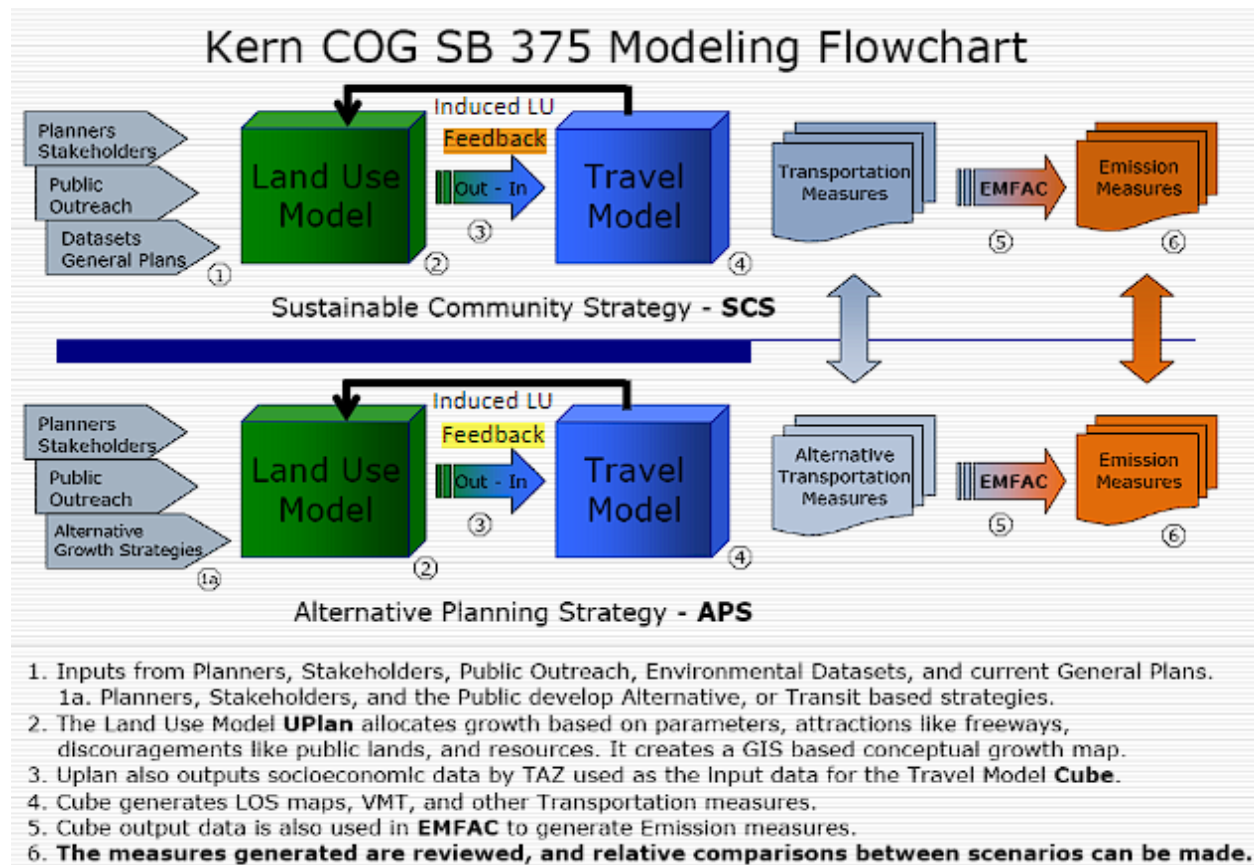 Kern COG SB 375 Modeling Flowchart
Planners
Stakeholders
Public
Outreach
Datasets
General Plans
①
Land Use
Model
②
Induced LU
Feedback
Out - In
③
Travel
Model
④
Transportation
Measures
EMFAC
⑤
Emission
Measures
⑥
Sustainable Community Strategy - SCS
Planners
Stakeholders
Public
Outreach
Alternative
Growth Strategies
1a
Land Use
Model
②
Induced LU
Feedback
Out - In
③
Travel
Model
④
Alternative
Transportation
Measures
EMFAC
⑤
Emission
Measures
⑥
Alternative Planning Strategy - APS
1. Inputs from Planners, Stakeholders, Public Outreach, Environmental Datasets, and current General Plans.
1a. Planners, Stakeholders, and the Public develop Alternative, or Transit based strategies.
2. The Land Use Model UPlan allocates growth based on parameters, attractions like freeways,
discouragements like public lands, and resources. It creates a GIS based conceptual growth map.
3. Uplan also outputs socioeconomic data by TAZ used as the input data for the Travel Model Cube.
4. Cube generates LOS maps, VMT, and other Transportation measures.
5. Cube output data is also used in EMFAC to generate Emission measures.
6. The measures generated are reviewed, and relative comparisons between scenarios can be made.